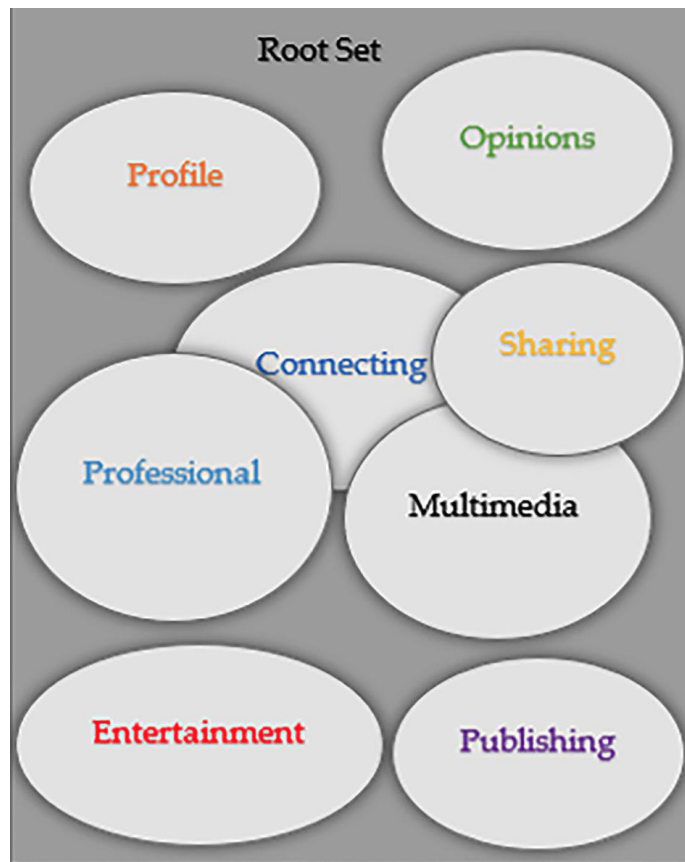 Root Set
Opinions
Profile
Sharing
Connecting
Professional
Multimedia
Entertainment
Publishing